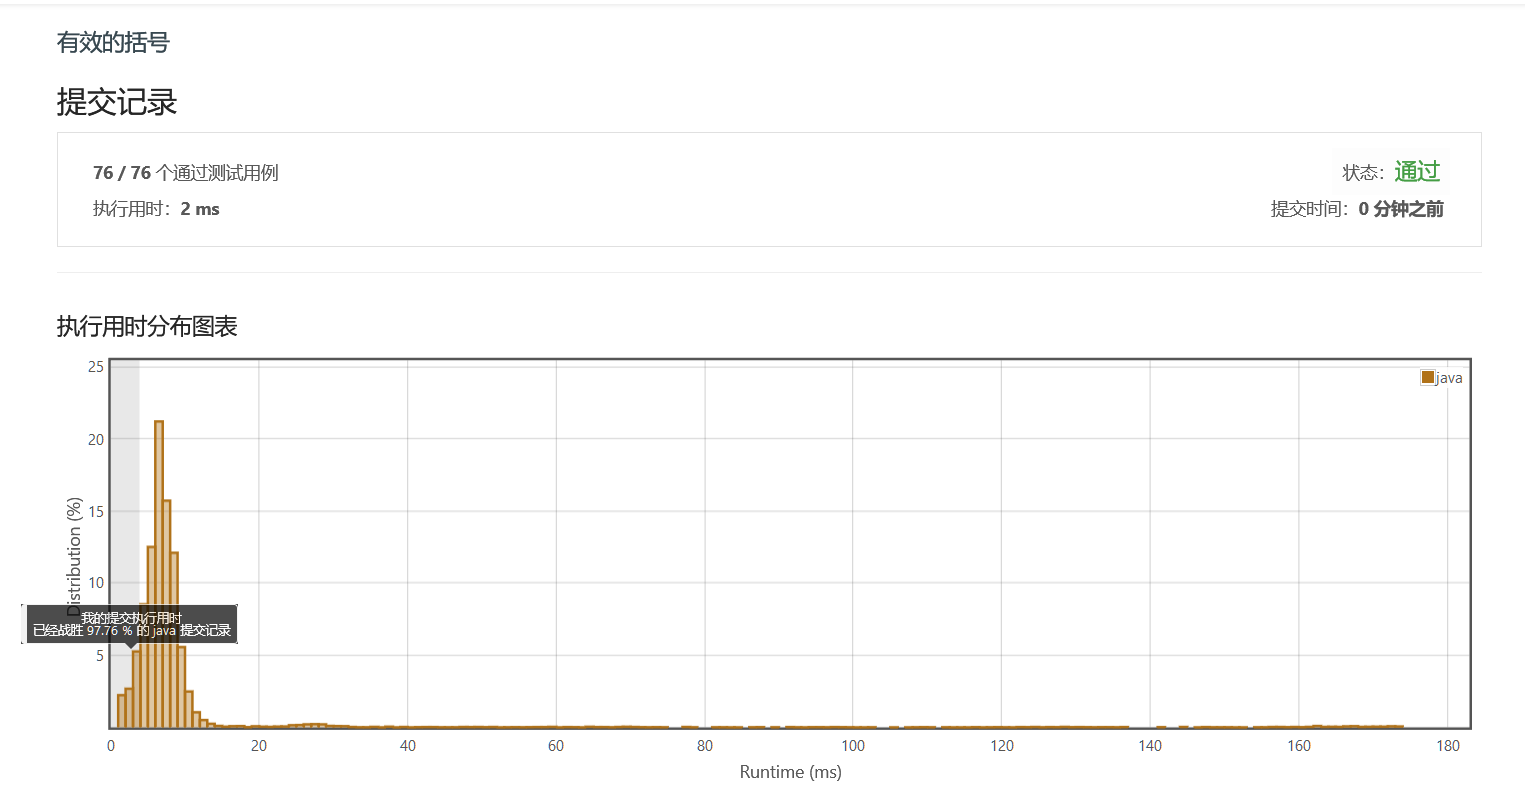 有效的括号
提交记录
76 / 76 个通过测试用例
状态：通过
执行用时：2 ms
提交时间：0 分钟之前
执行用时分布图表
java
25
20
15
10
5
Distribution (%)
我的提交执行用时
已经战胜 97.76 % 的 java 提交记录
0 20 40 60 80 100 120 140 160 180
Runtime (ms)